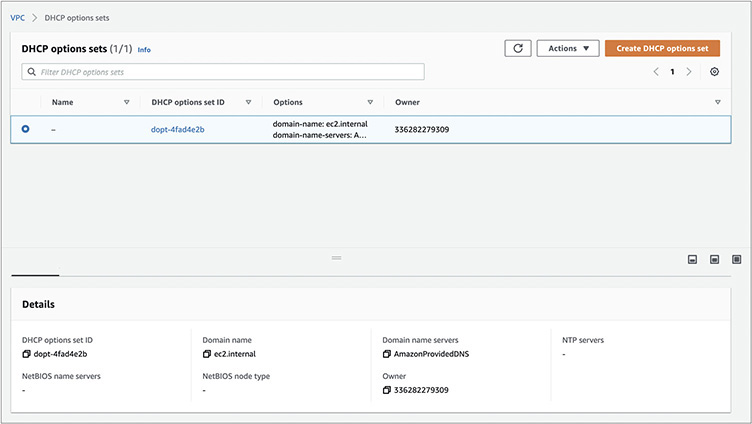 VPC > DHCP options sets
DHCP options sets (1/1) Info
Actions ▼ Create DHCP options set
Filter DHCP options sets
< 1 >
Name DHCP options set ID Options Owner
– dopt-4fad4e2b domain-name: ec2.internal 336282279309
domain-name-servers: A...
Details
DHCP options set ID Domain name Domain name servers NTP servers
dopt-4fad4e2b ec2.internal AmazonProvidedDNS -
NetBIOS name servers NetBIOS node type Owner
- - 336282279309